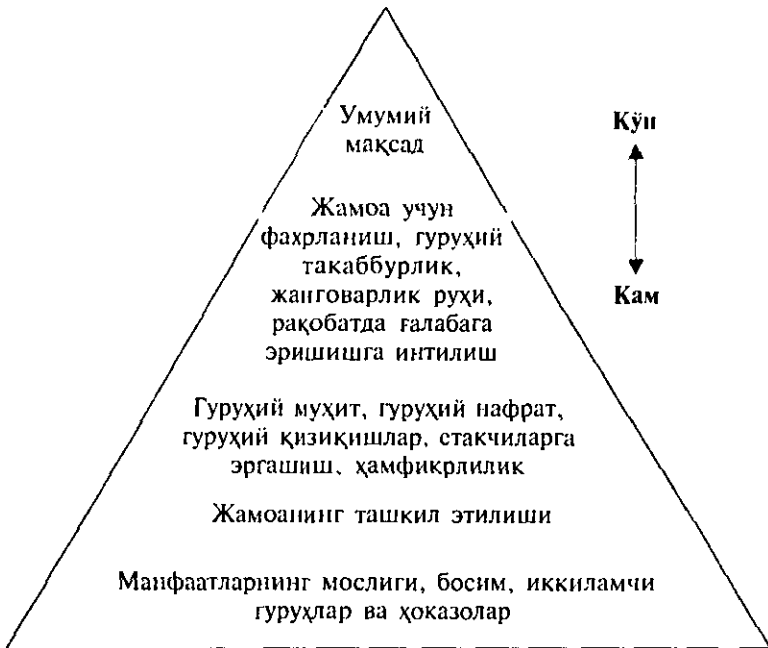 Умумий
мақсад
Кўп
Жамоа учун
фахрланиш, гуруҳий
такаббурлик,
жанговарлик руҳи,
рақобатда ғалабага
эришишга интилиш
Кам
Гуруҳий муҳит, гуруҳий нафрат,
гуруҳий қизиқишлар, етакчиларга
эргашиш, ҳамфикрлилик
Жамоанинг ташкил этилиши
Манфаатларнинг мослиги, босим, иккиламчи
гуруҳлар ва ҳоказолар